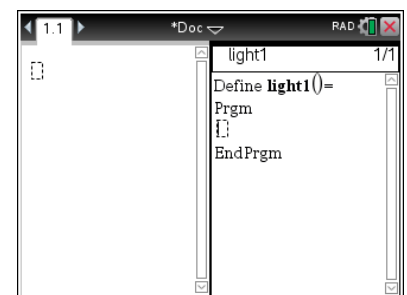 1.1 *Doc RAD
light1 1/1
Define light1()=
Prgm
EndPrgm